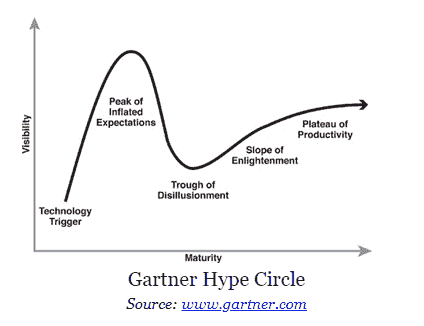 Visibility
Peak of
Inflated
Expectations
Plateau of
Productivity
Slope of
Enlightenment
Trough of
Disillusionment
Technology
Trigger
Maturity
Gartner Hype Circle
Source: www.gartner.com